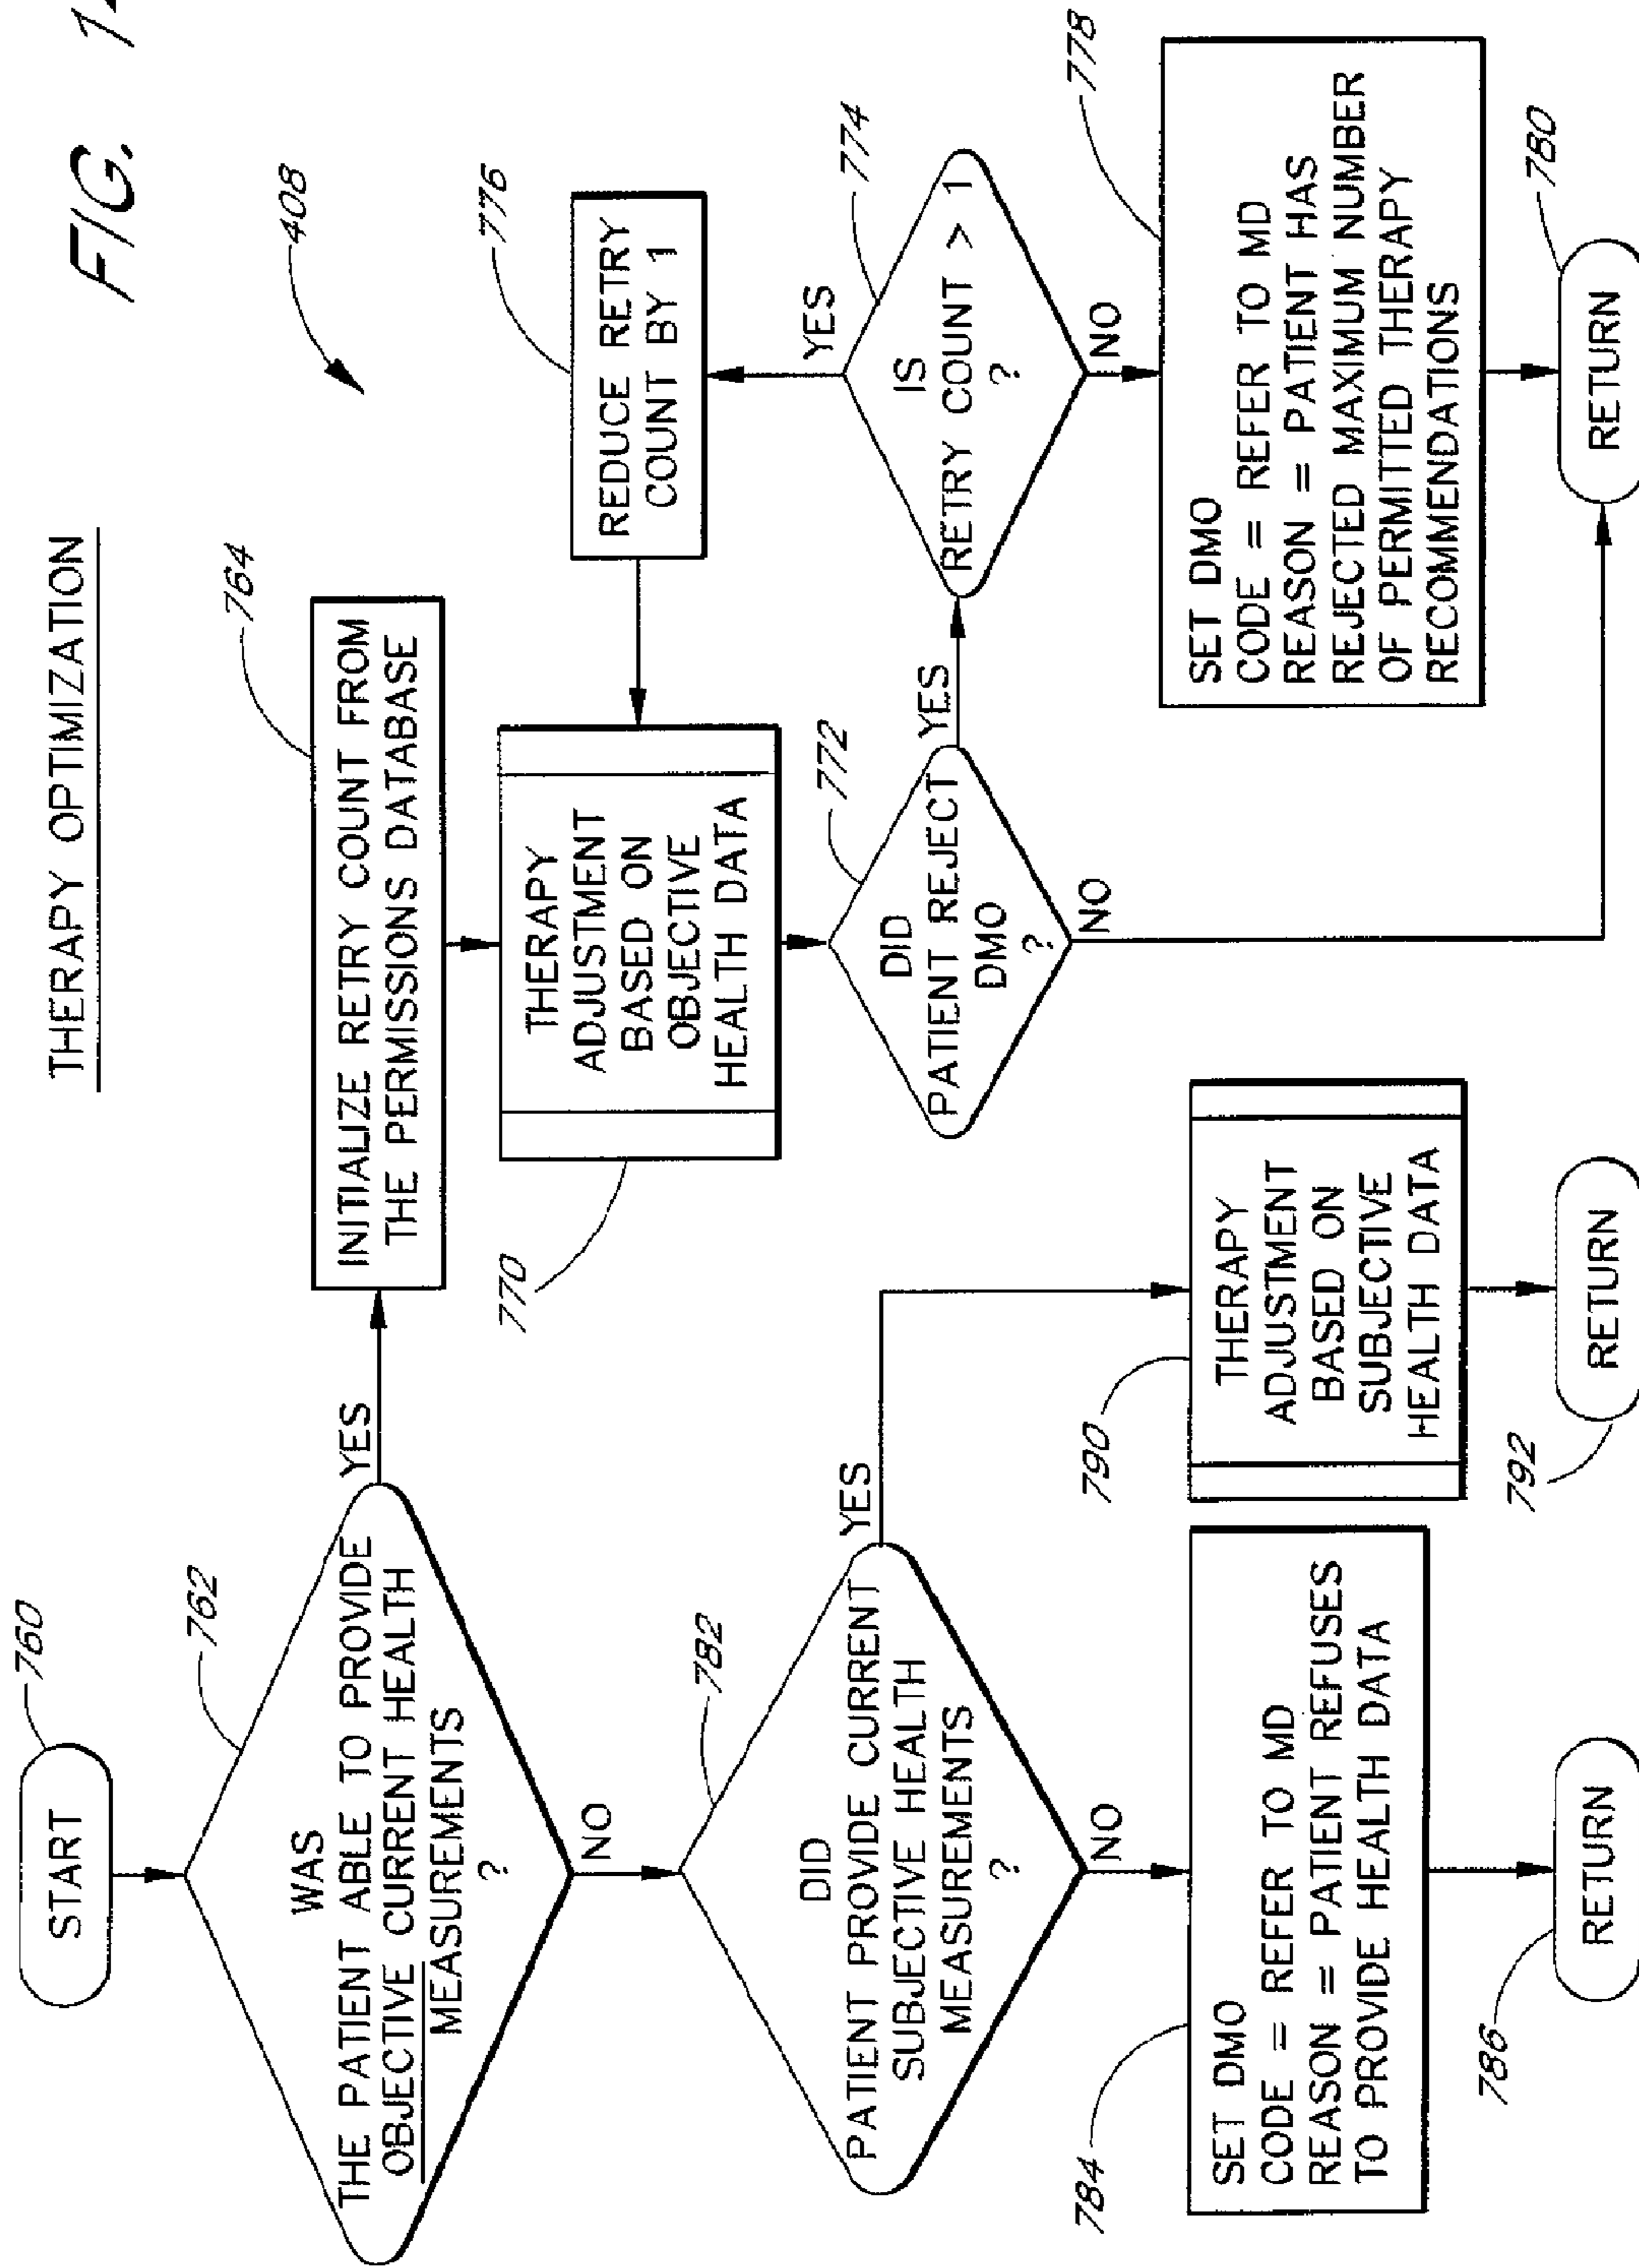 FIG.
THERAPY OPTIMIZATION
408
START
760
WAS
THE PATIENT ABLE TO PROVIDE
OBJECTIVE CURRENT HEALTH
MEASUREMENTS
?
762
YES
NO
INITIALIZE RETRY COUNT FROM
THE PERMISSIONS DATABASE
764
THERAPY
ADJUSTMENT
BASED ON
OBJECTIVE
HEALTH DATA
770
REDUCE RETRY
COUNT BY 1
776
DID
PATIENT REJECT
DMO
?
772
YES
NO
IS
RETRY COUNT > 1
?
774
YES
NO
SET DMO
CODE = REFER TO MD
REASON = PATIENT HAS
REJECTED MAXIMUM NUMBER
OF PERMITTED THERAPY
RECOMMENDATIONS
778
RETURN
780
DID
PATIENT PROVIDE CURRENT
SUBJECTIVE HEALTH
MEASUREMENTS
?
782
YES
NO
SET DMO
CODE = REFER TO MD
REASON = PATIENT REFUSES
TO PROVIDE HEALTH DATA
784
RETURN
786
THERAPY
ADJUSTMENT
BASED ON
SUBJECTIVE
HEALTH DATA
790
RETURN
792